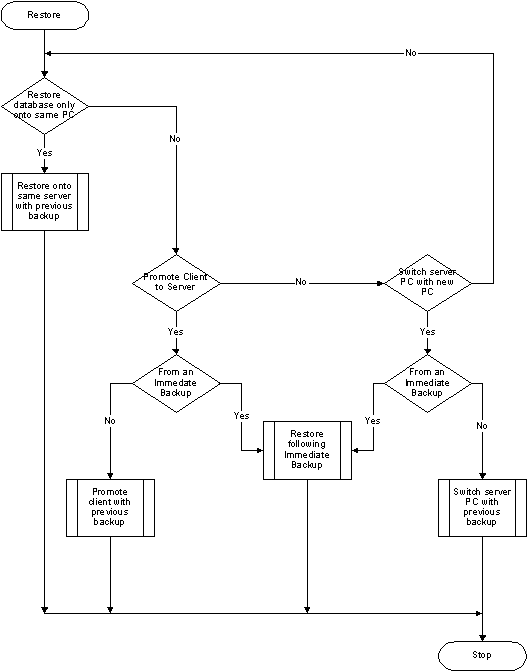 Restore
No
Restore
database only
onto same PC
No
Yes
Restore onto
same server
with previous
backup
Promote Client
to Server
No
Switch server
PC with new
PC
Yes
Yes
From an
Immedate
Backup
From an
Immediate
Backup
No
Yes
Yes
No
Restore
following
Immediate
Backup
Promote
client with
previous
backup
Switch server
PC with
previous
backup
Stop